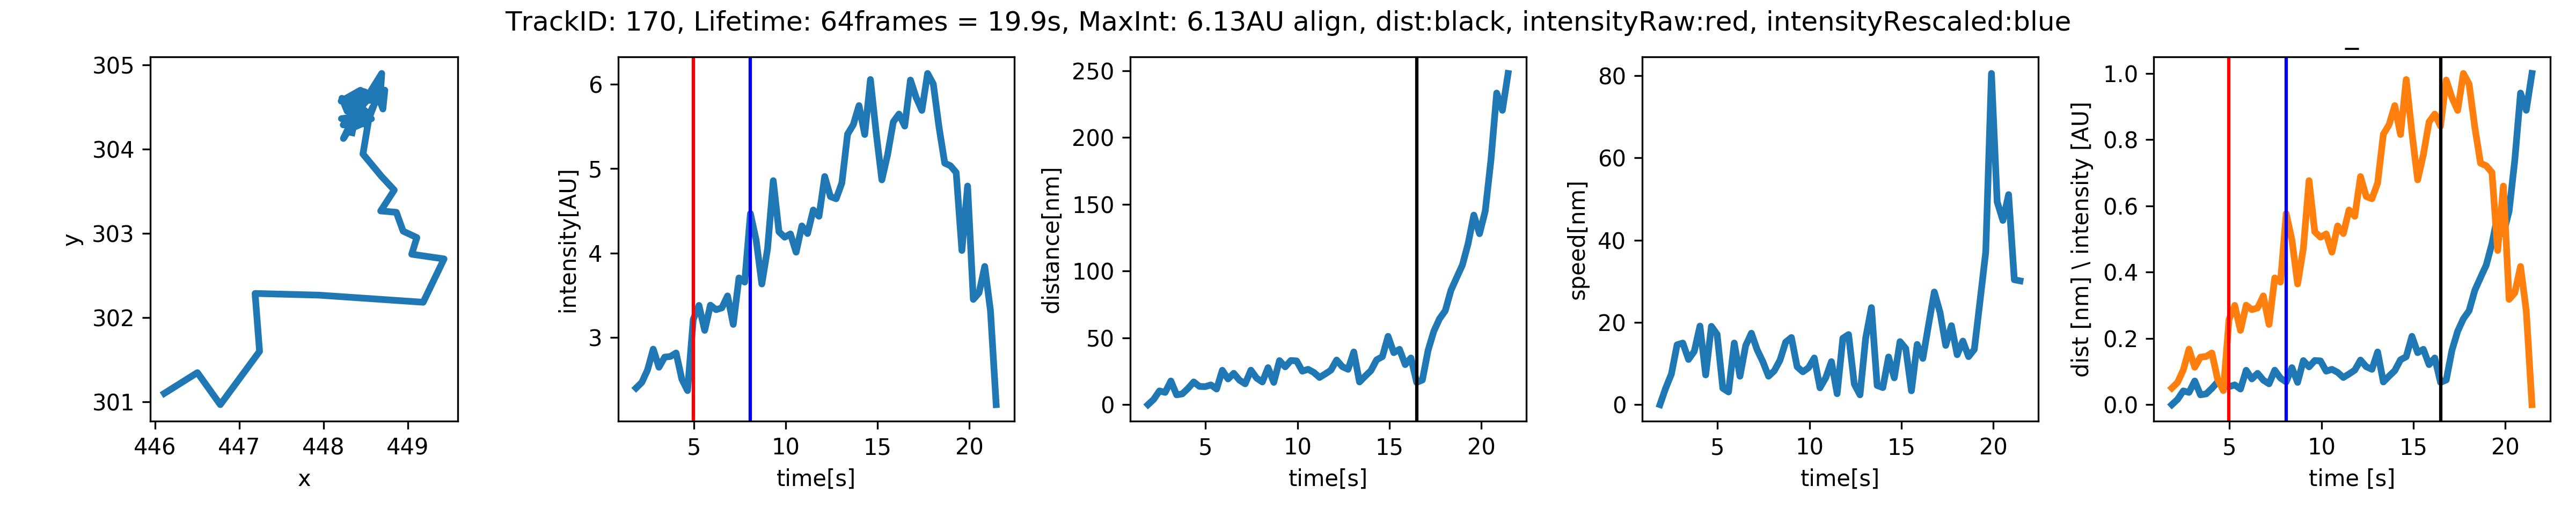 TrackID: 170, Lifetime: 64frames = 19.9s, MaxInt: 6.13AU align, dist:black, intensityRaw:red, intensityRescaled:blue
_
305
304
303
302
301
y
446 447 448 449
x
6
5
4
3
intensity[AU]
5 10 15 20
time[s]
250
200
150
100
50
0
distance[nm]
5 10 15 20
time[s]
80
60
40
20
0
speed[nm]
5 10 15 20
time[s]
1.0
0.8
0.6
0.4
0.2
0.0
dist [nm] \ intensity [AU]
5 10 15 20
time [s]